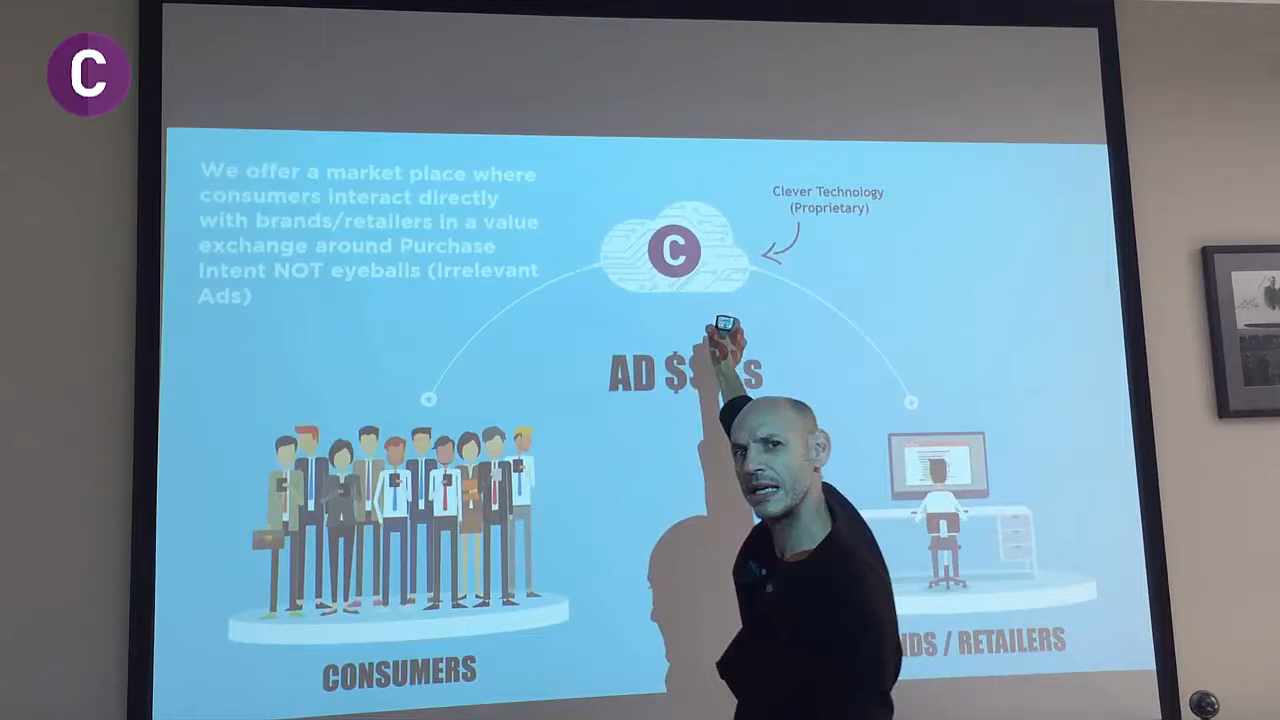 C
We offer a market place where
consumers interact directly
with brands/retailers in a value
exchange around Purchase
Intent NOT eyeballs (Irrelevant
Ads)
Clever Technology
(Proprietary)
C
AD $
CONSUMERS
/ RETAILERS